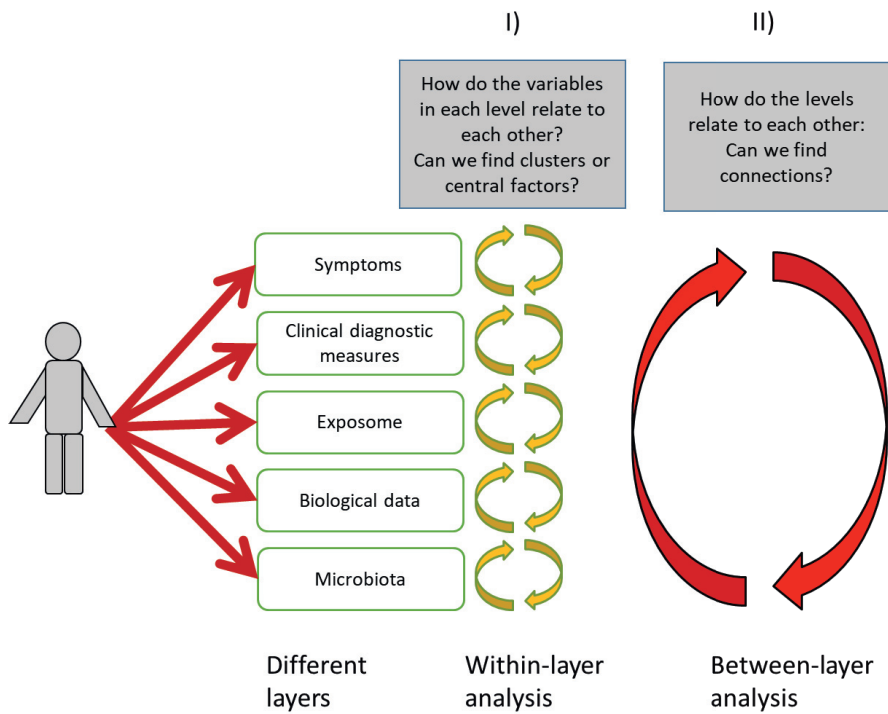 I)
II)
How do the variables
in each level relate to
each other?
Can we find clusters or
central factors?
How do the levels
relate to each other:
Can we find
connections?
Symptoms
Clinical diagnostic
measures
Exposome
Biological data
Microbiota
Different
layers
Within-layer
analysis
Between-layer
analysis